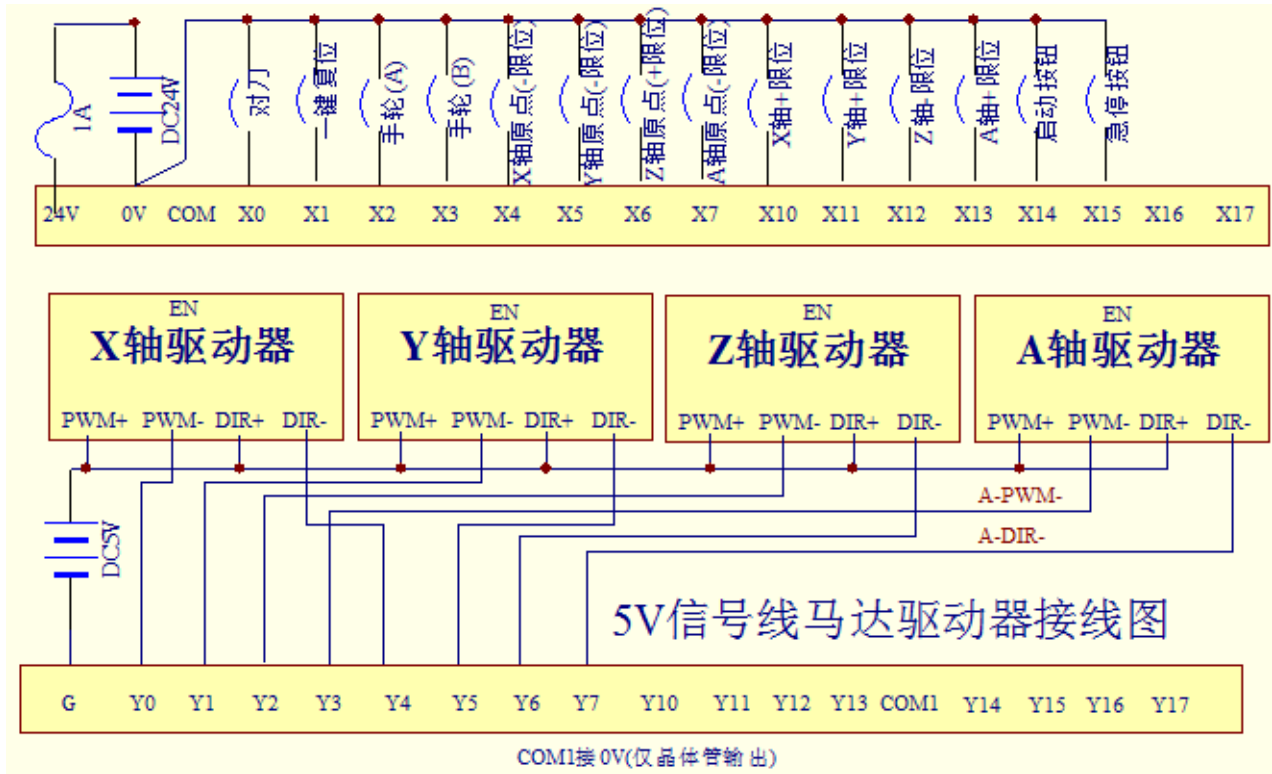 1A
DC24V
对刀
一键复位
手轮(A)
手轮(B)
X轴原点(-限位)
Y轴原点(-限位)
Z轴原点(+限位)
A轴原点(-限位)
X轴+限位
Y轴+限位
Z轴-限位
A轴+限位
启动按钮
急停按钮
24V 0V COM X0 X1 X2 X3 X4 X5 X6 X7 X10 X11 X12 X13 X14 X15 X16 X17
EN EN EN EN
X轴驱动器 Y轴驱动器 Z轴驱动器 A轴驱动器
PWM+ PWM- DIR+ DIR- PWM+ PWM- DIR+ DIR- PWM+ PWM- DIR+ DIR- PWM+ PWM- DIR+ DIR-
A-PWM-
A-DIR-
DC5V
5V信号线马达驱动器接线图
G Y0 Y1 Y2 Y3 Y4 Y5 Y6 Y7 Y10 Y11 Y12 Y13 COM1 Y14 Y15 Y16 Y17
COM1接0V(仅晶体管输出)